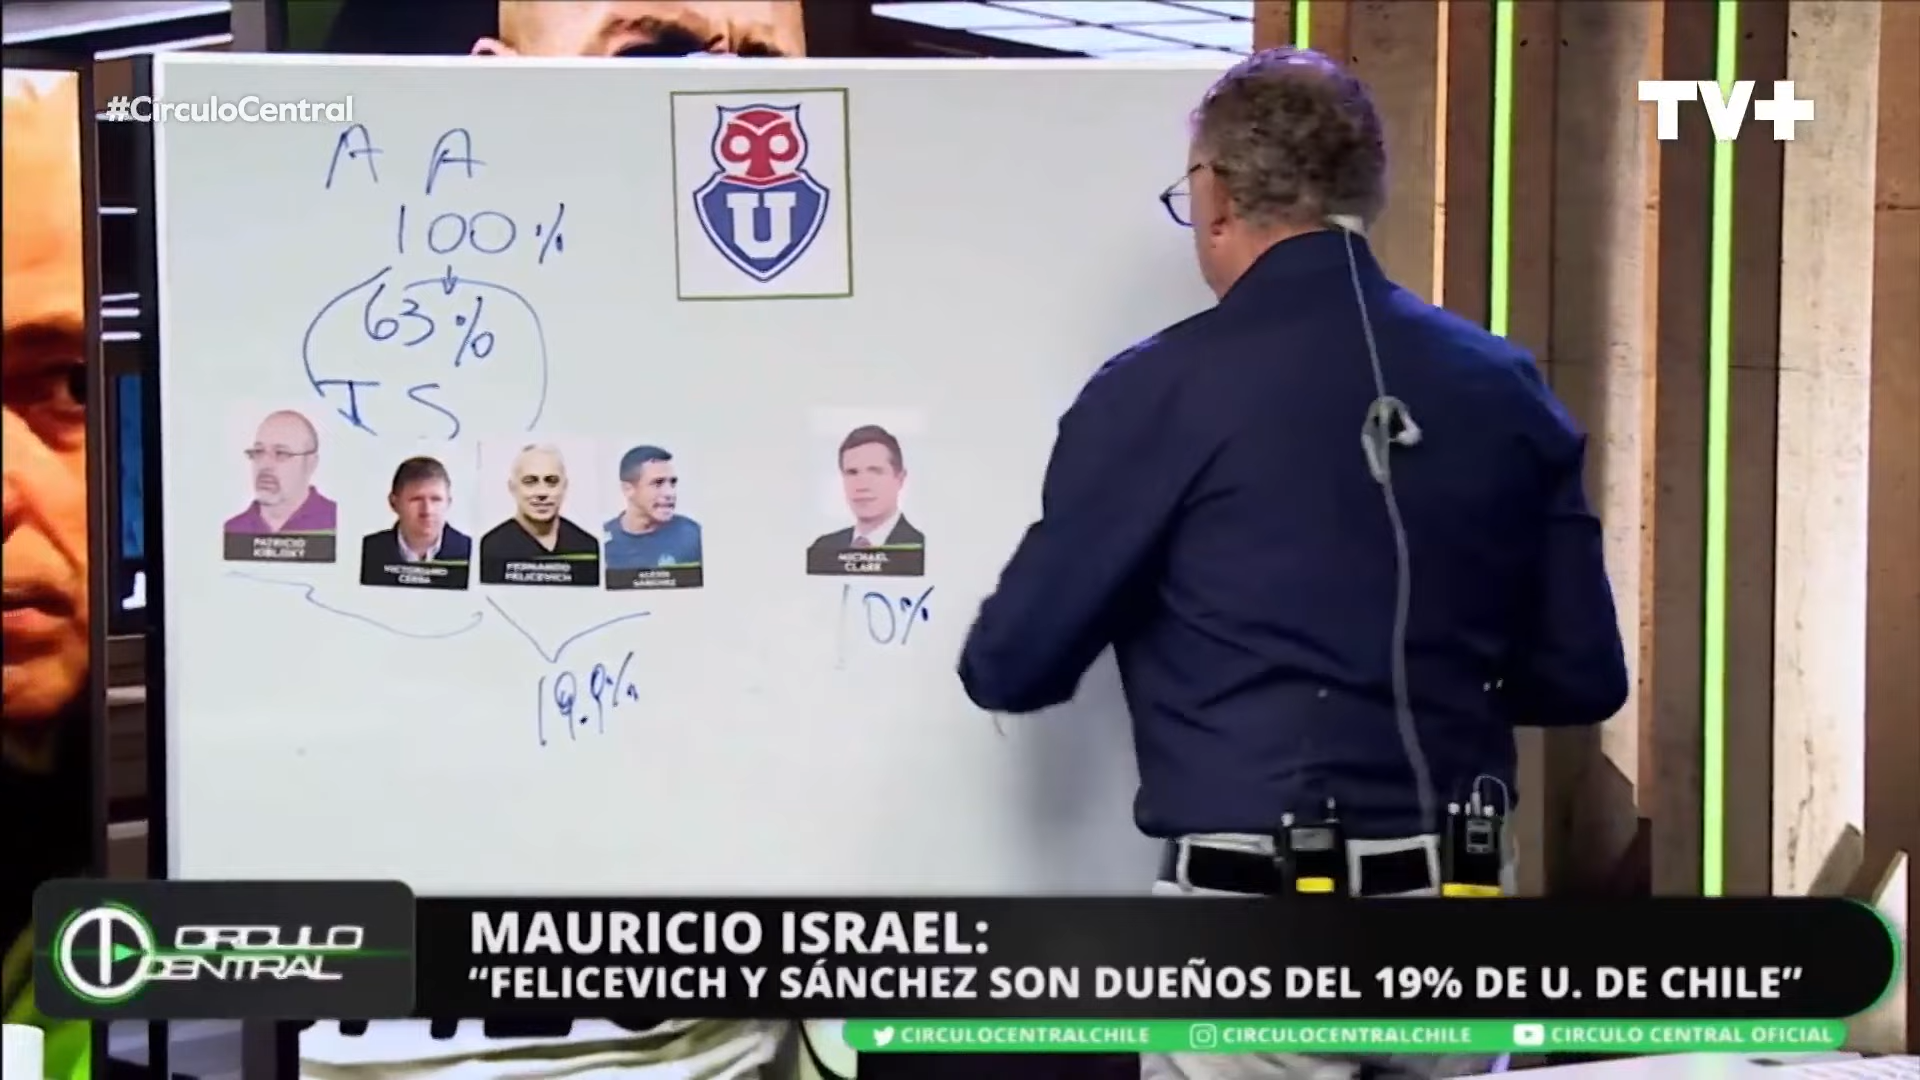 #CirculoCentral
TV+
A A
100%
63%
U
PATRICIO
KIBLISKY
VICTORIANO
CERDA
FERNANDO
FELICEVICH
ALEXIS
SÁNCHEZ
MICHAEL
CLARK
10%
19.9%
CIRCULO
CENTRAL
MAURICIO ISRAEL:
“FELICEVICH Y SÁNCHEZ SON DUEÑOS DEL 19% DE U. DE CHILE”
CIRCULOCENTRALCHILE
CIRCULOCENTRALCHILE
CIRCULO CENTRAL OFICIAL